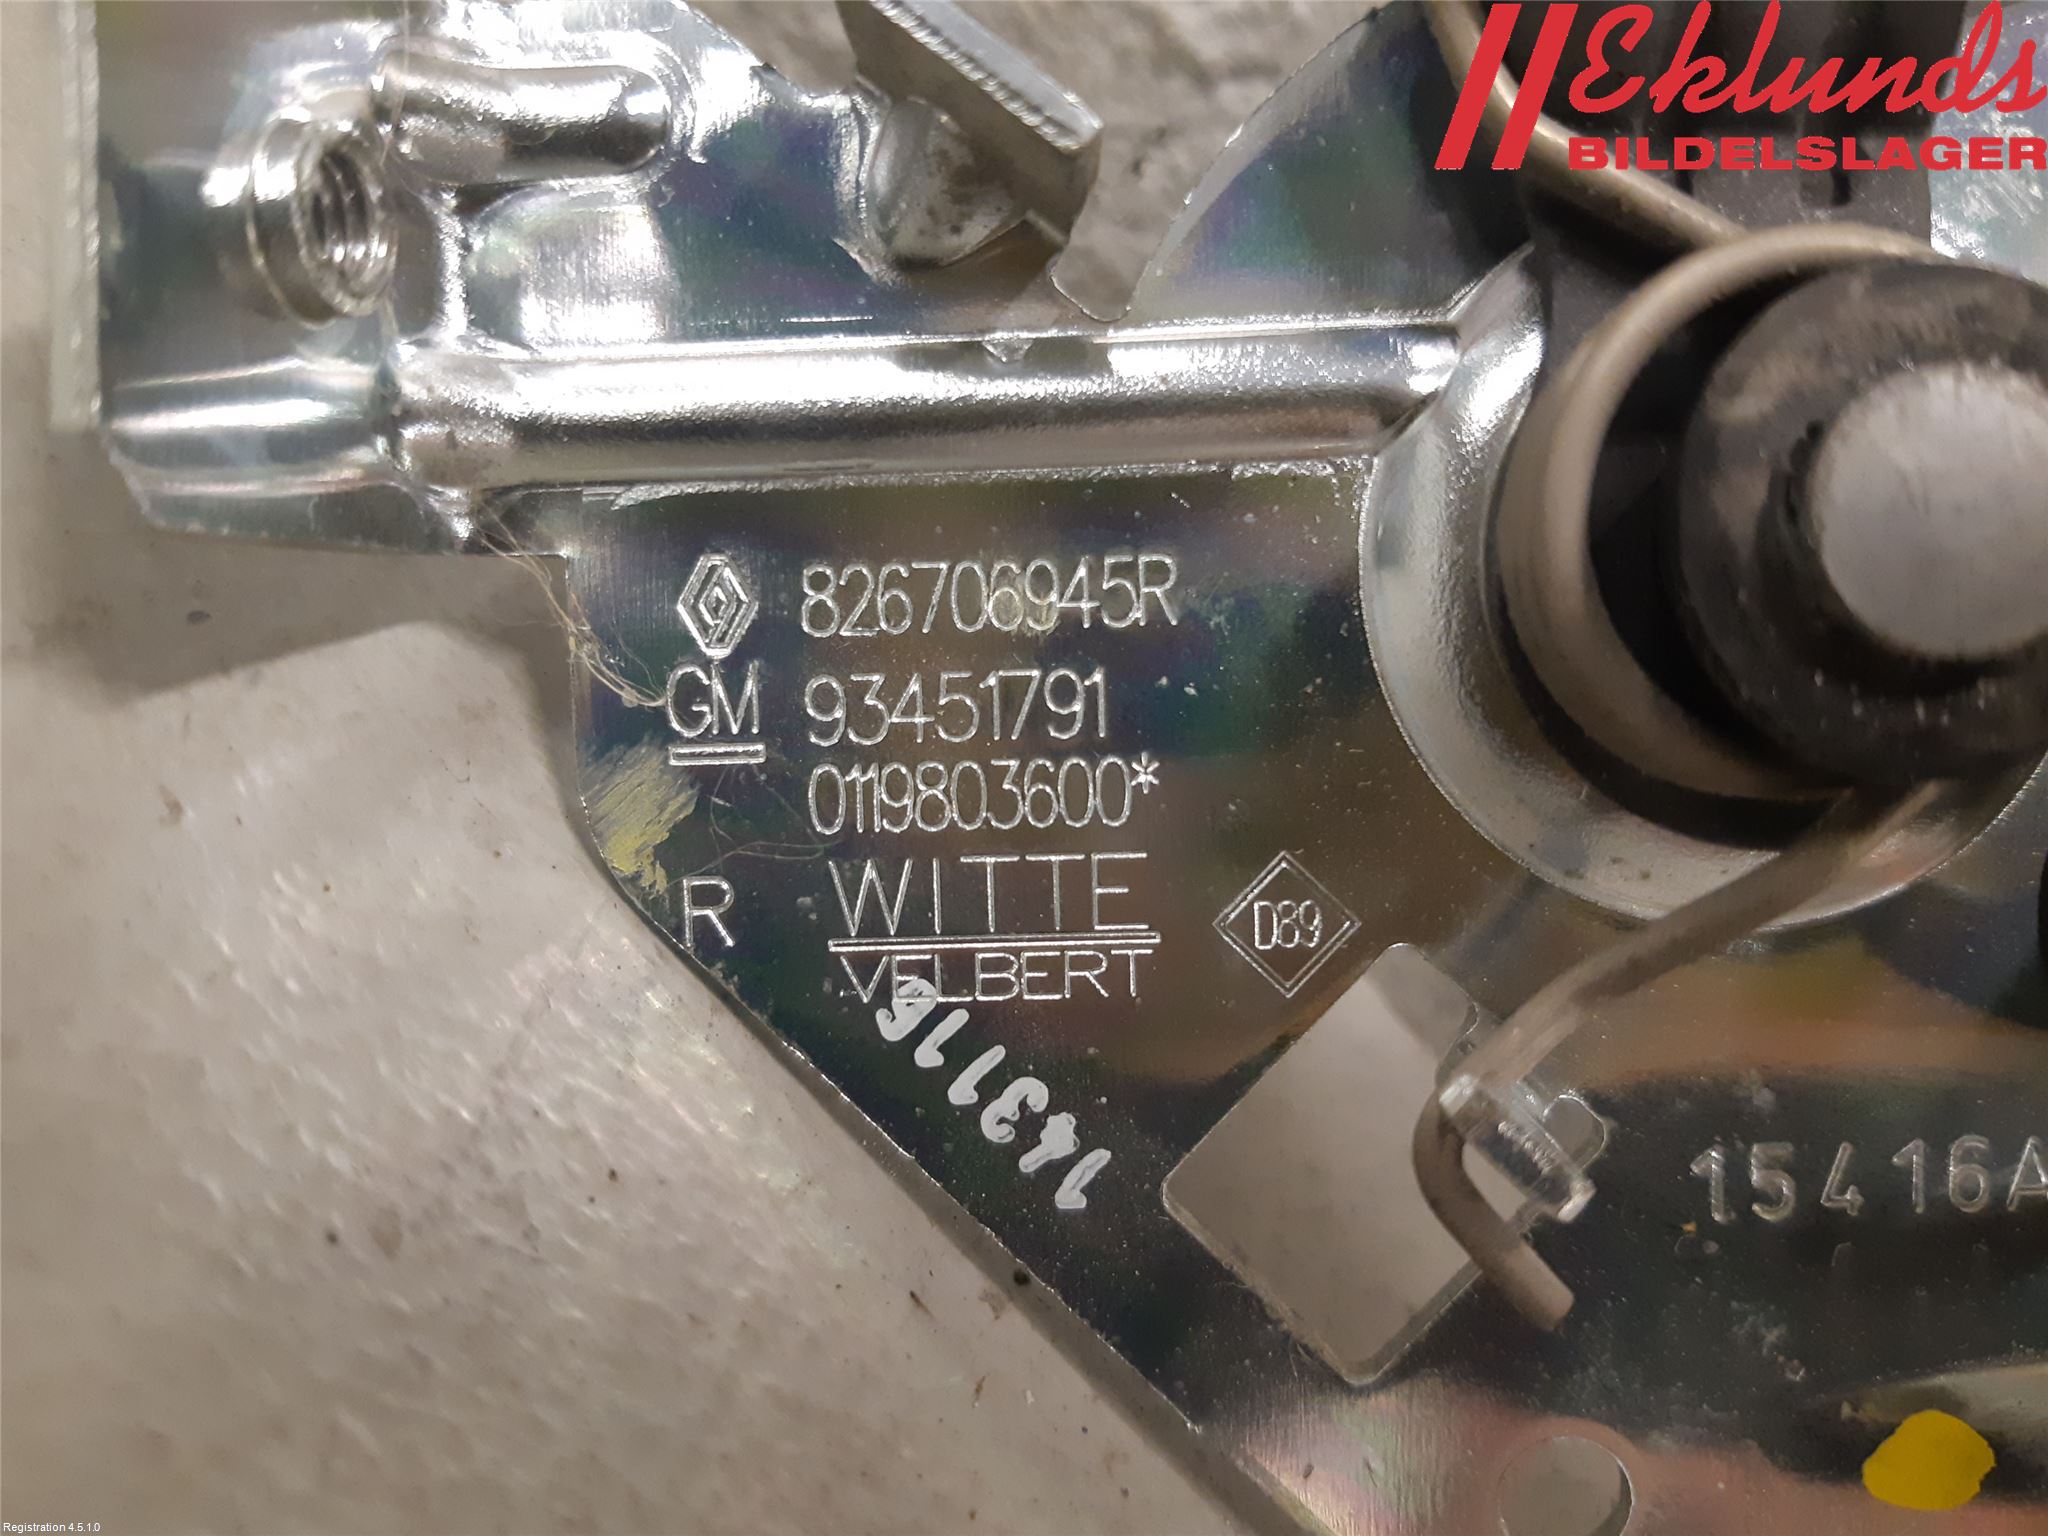 Eklunds
BILDELSLAGER
826706945R
GM 93451791
0119803600*
R WITTE
VELBERT
D89
15416A
Registration 4.5.1.0